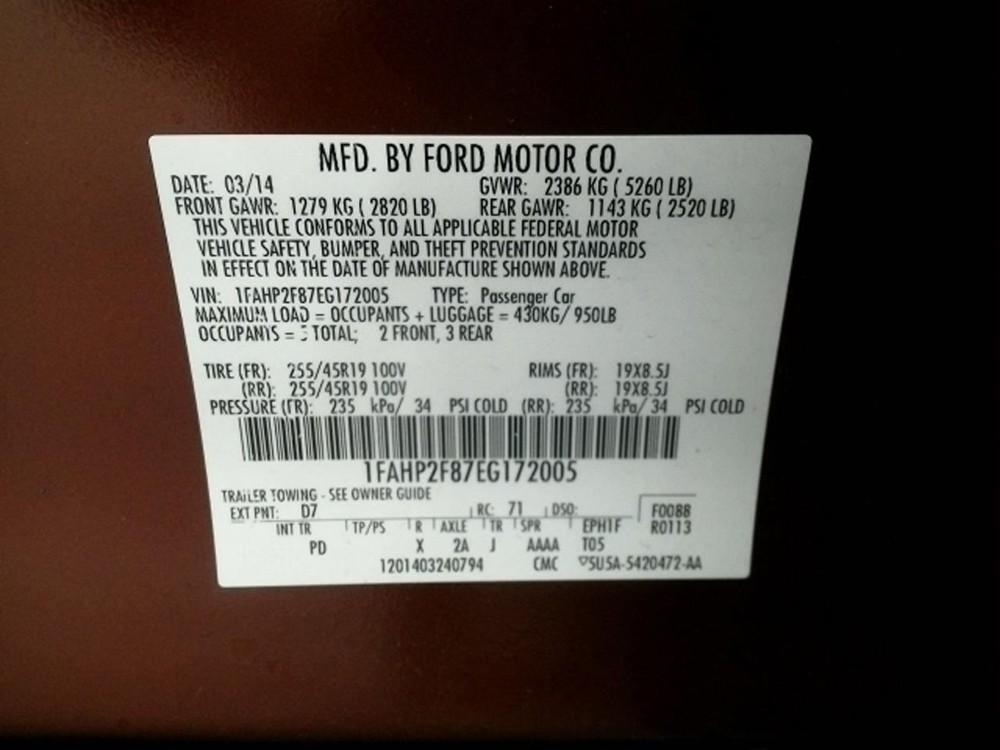 MFD. BY FORD MOTOR CO.
DATE: 03/14 GVWR: 2386 KG ( 5260 LB)
FRONT GAWR: 1279 KG ( 2820 LB) REAR GAWR: 1143 KG ( 2520 LB)
THIS VEHICLE CONFORMS TO ALL APPLICABLE FEDERAL MOTOR
VEHICLE SAFETY, BUMPER, AND THEFT PREVENTION STANDARDS
IN EFFECT ON THE DATE OF MANUFACTURE SHOWN ABOVE.
VIN: 1FAHP2F87EG172005 TYPE: Passenger Car
MAXIMUM LOAD = OCCUPANTS + LUGGAGE = 430KG/ 950LB
OCCUPANTS = TOTAL; 2 FRONT, 3 REAR
TIRE (FR): 255/45R19 100V RIMS (FR): 19X8.5J
(RR): 255/45R19 100V (RR): 19X8.5J
PRESSURE (FR): 235 kPa/ 34 PSI COLD (RR): 235 kPa/ 34 PSI COLD
1FAHP2F87EG172005
TRAILER TOWING - SEE OWNER GUIDE
EXT PNT: D7 RC: 71 DSO: F0088
INT TR TP/PS R AXLE TR SPR EPH1F R0113
PD X 2A J AAAA T05
1201403240794 CMC ▽5U5A-5420472-AA